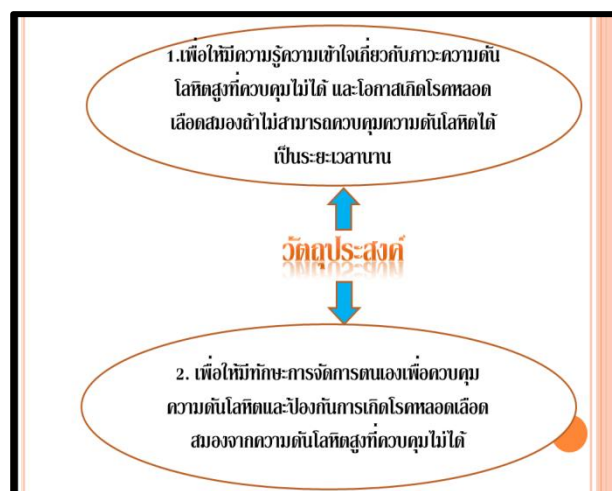 1.เพื่อให้มีความรู้ความเข้าใจเกี่ยวกับภาวะความดัน
โลหิตสูงที่ควบคุมไม่ได้ และโอกาสเกิดโรคหลอด
เลือดสมองถ้าไม่สามารถควบคุมความดันโลหิตได้
เป็นระยะเวลานาน
วัตถุประสงค์
2. เพื่อให้มีทักษะการจัดการตนเองเพื่อควบคุม
ความดันโลหิตและป้องกันการเกิดโรคหลอดเลือด
สมองจากความดันโลหิตสูงที่ควบคุมไม่ได้